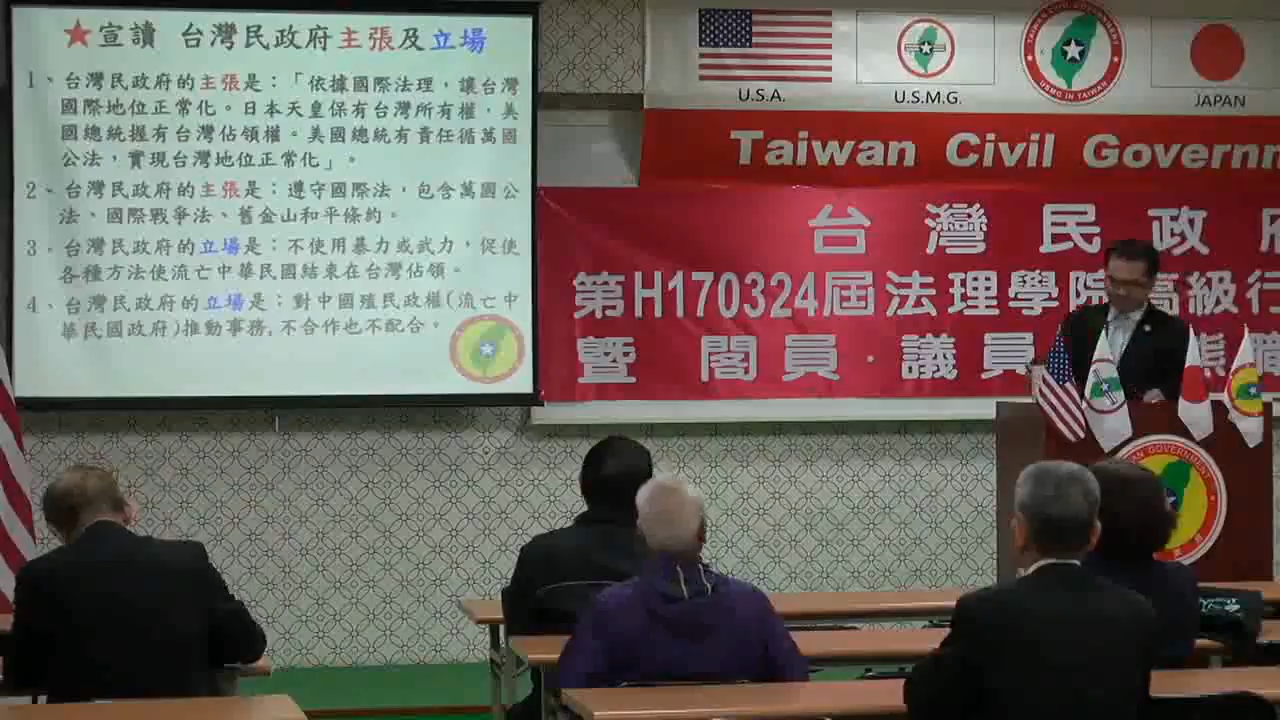 ★宣讀 台灣民政府主張及立場
1、台灣民政府的主張是：「依據國際法理，讓台灣
國際地位正常化。日本天皇保有台灣所有權，美
國總統握有台灣佔領權。美國總統有責任循萬國
公法，實現台灣地位正常化」。
2、台灣民政府的主張是：遵守國際法，包含萬國公
法、國際戰爭法、舊金山和平條約。
3、台灣民政府的立場是：不使用暴力或武力，促使
各種方法使流亡中華民國結束在台灣佔領。
4、台灣民政府的立場是：對中國殖民政權(流亡中
華民國政府)推動事務,不合作也不配合。
U.S.A.
U.S.M.G.
TAIWAN CIVIL GOVERNMENT
USMG IN TAIWAN
JAPAN
Taiwan Civil Governm
台灣民政府
第H170324屆法理學院高級行
暨 閣員·議員